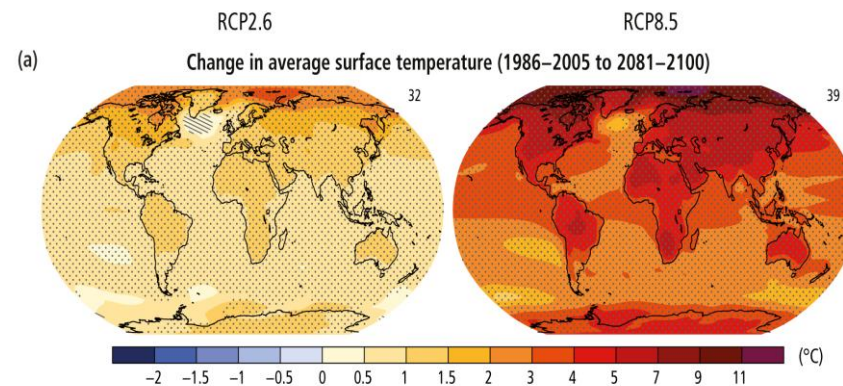 RCP2.6 RCP8.5
(a) Change in average surface temperature (1986–2005 to 2081–2100)
32 39
(°C)
−2 −1.5 −1 −0.5 0 0.5 1 1.5 2 3 4 5 7 9 11